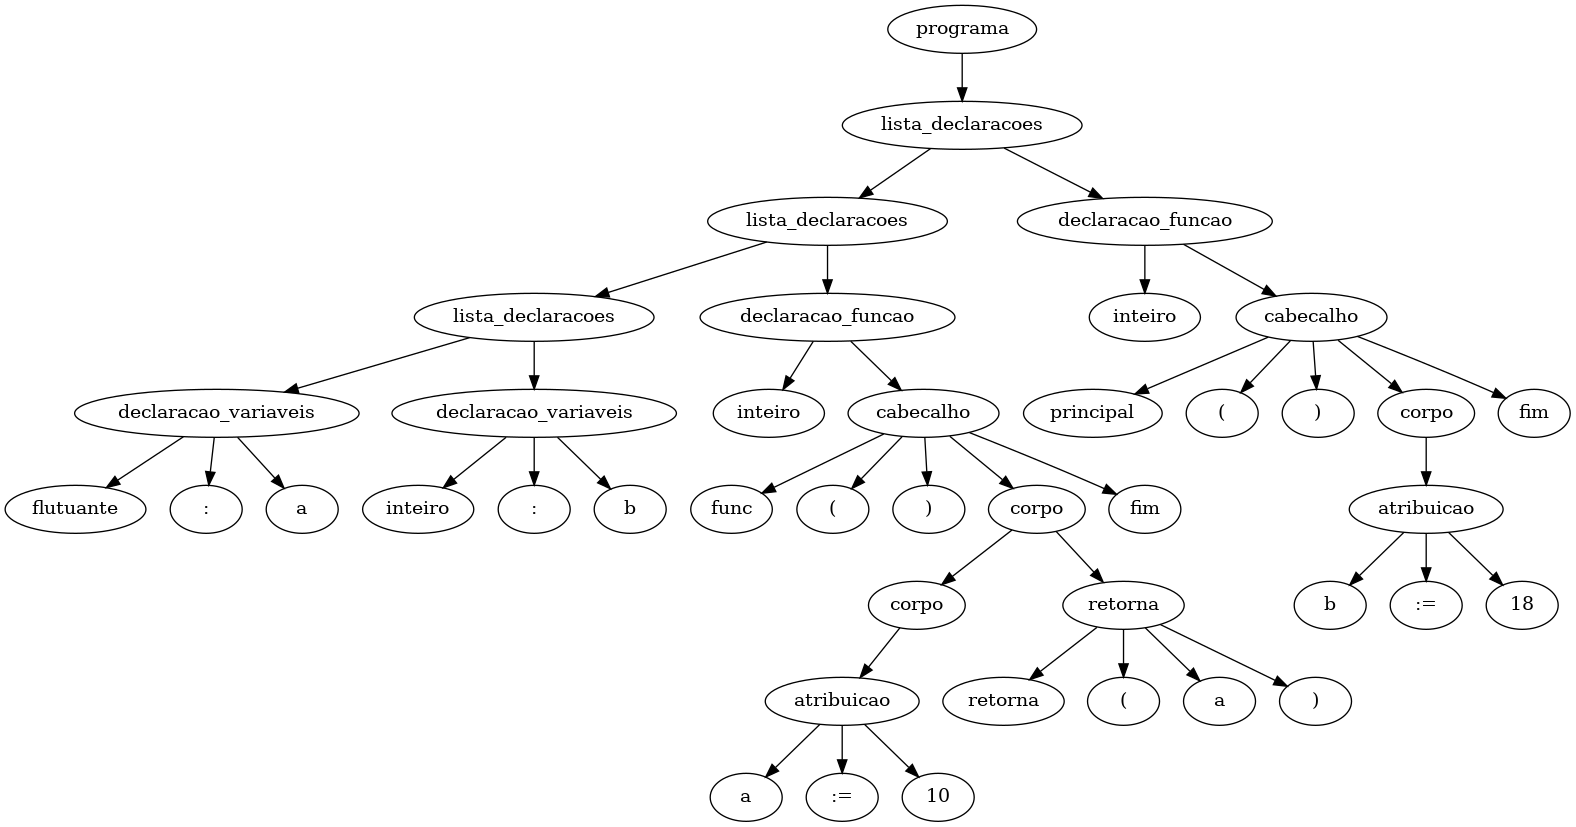 programa
lista_declaracoes
lista_declaracoes declaracao_funcao
lista_declaracoes declaracao_funcao inteiro cabecalho
declaracao_variaveis declaracao_variaveis inteiro cabecalho principal ( ) corpo fim
flutuante : a inteiro : b func ( ) corpo fim atribuicao
corpo retorna b := 18
atribuicao retorna ( a )
a := 10